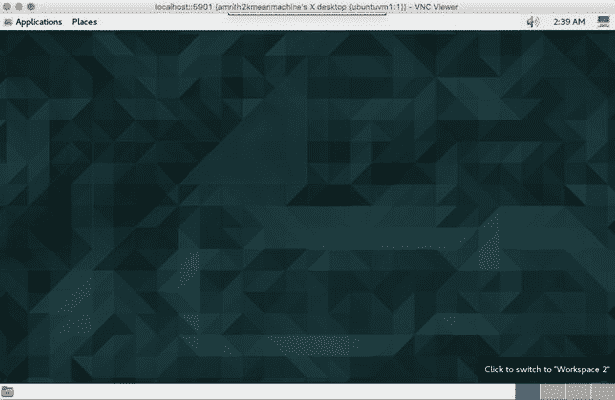 localhost::5901 (amrith2kmeanmachine's X desktop (ubuntuvm1:1)) - VNC Viewer
Applications Places 2:39 AM
Click to switch to "Workspace 2"